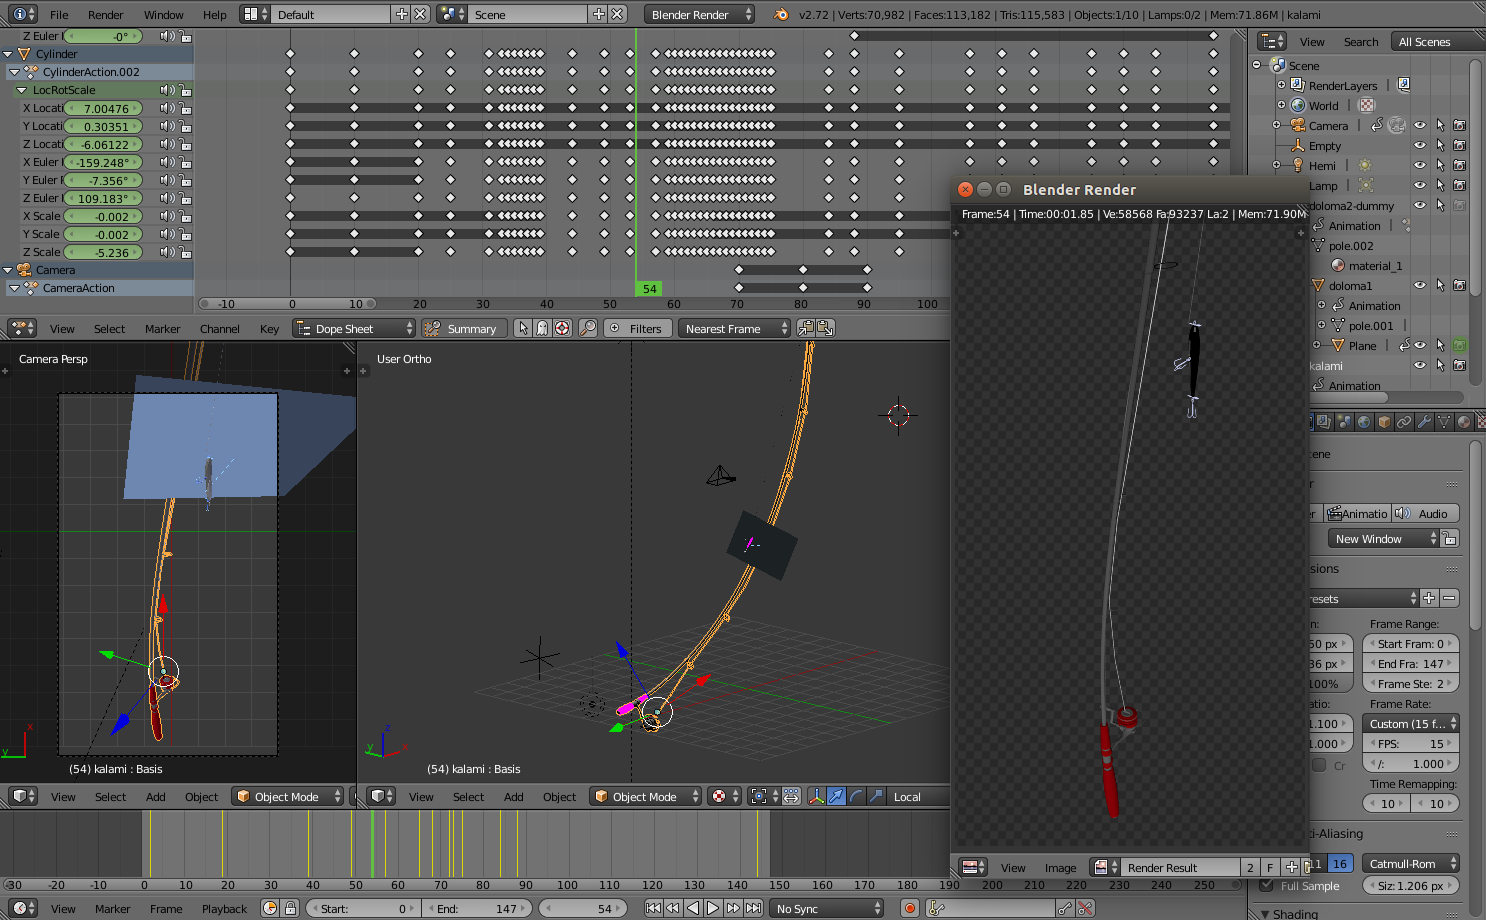 File Render Window Help Default Scene Blender Render v2.72 | Verts:70,982 | Faces:113,182 | Tris:115,583 | Objects:1/10 | Lamps:0/2 | Mem:71.86M | kalami
Z Euler -0°
Cylinder
CylinderAction.002
LocRotScale
X Locati 7.00476
Y Locati 0.30351
Z Locati -6.06122
X Euler -159.248°
Y Euler -7.356°
Z Euler 109.183°
X Scale -0.002
Y Scale -0.002
Z Scale -5.236
Camera
CameraAction
-10 0 10 20 30 40 50 54 60 70 80 90 100
View Select Marker Channel Key Dope Sheet Summary Filters Nearest Frame
View Search All Scenes
Scene
RenderLayers
World
Camera
Empty
Hemi
Lamp
doloma2-dummy
Animation
pole.002
material_1
doloma1
Animation
pole.001
Plane
kalami
Animation
Camera Persp
(54) kalami : Basis
User Ortho
(54) kalami : Basis
View Select Add Object Object Mode
View Select Add Object Object Mode Local
Blender Render
Frame:54 | Time:00:01.85 | Ve:58568 Fa:93237 La:2 | Mem:71.90M
View Image Render Result 2 F
cene
Animatio Audio
New Window
sions
resets
Frame Range:
50 px Start Fram: 0
36 px End Fra: 147
100% Frame Ste: 2
atio: Frame Rate:
1.100 Custom (15 f...
1.000 FPS: 15
Cr /: 1.000
Time Remapping:
10 10
ti-Aliasing
11 16 Catmull-Rom
Full Sample Siz: 1.206 px
Shading
-30 -20 -10 0 10 20 30 40 50 60 70 80 90 100 110 120 130 140 150 160 170 180 190 200 210 220 230 240 250
View Marker Frame Playback Start: 0 End: 147 54 No Sync